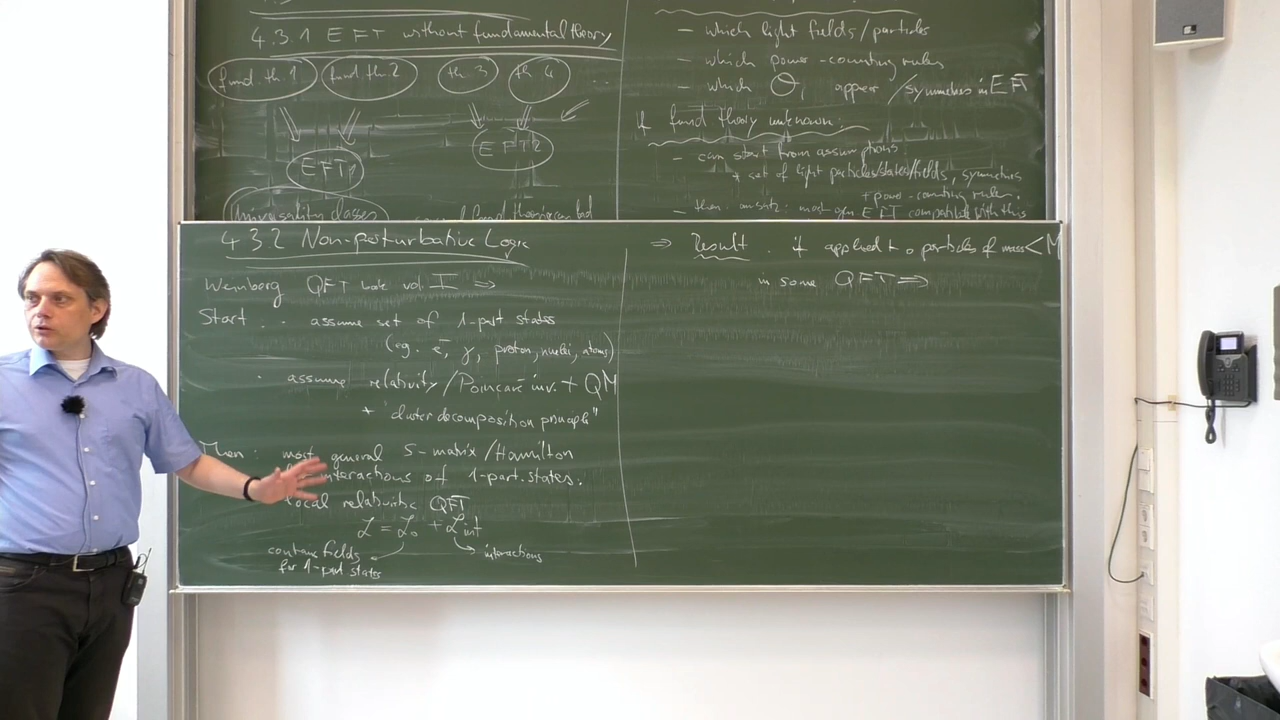 4.3.1 EFT without fundamental theory
fund th. 1 fund th. 2 th. 3 th. 4 ...
EFT1 EFT2
Universality classes
- which light fields/particles
- which power-counting rules
- which O, appear /symmetries in EFT
If fund theory unknown:
- can start from assumptions
* set of light particles/states/fields, symmetries
+ power-counting rules
- then ansatz: most gen EFT compatible with this
4.3.2 Non-perturbative Logic
Weinberg QFT vol. I ⇒
Start . . assume set of 1-part states
(e.g. e⁻, γ, proton, nuclei, atoms)
. assume relativity/Poincaré inv. + QM
+ "cluster decomposition principle"
Then: most general S-matrix/Hamilton
interactions of 1-part. states:
local relativistic QFT
L = L₀ + L_int
contains fields
for 1-part states
interactions
⇒ Result . if applied to particles of mass < M
in some QFT ⇒